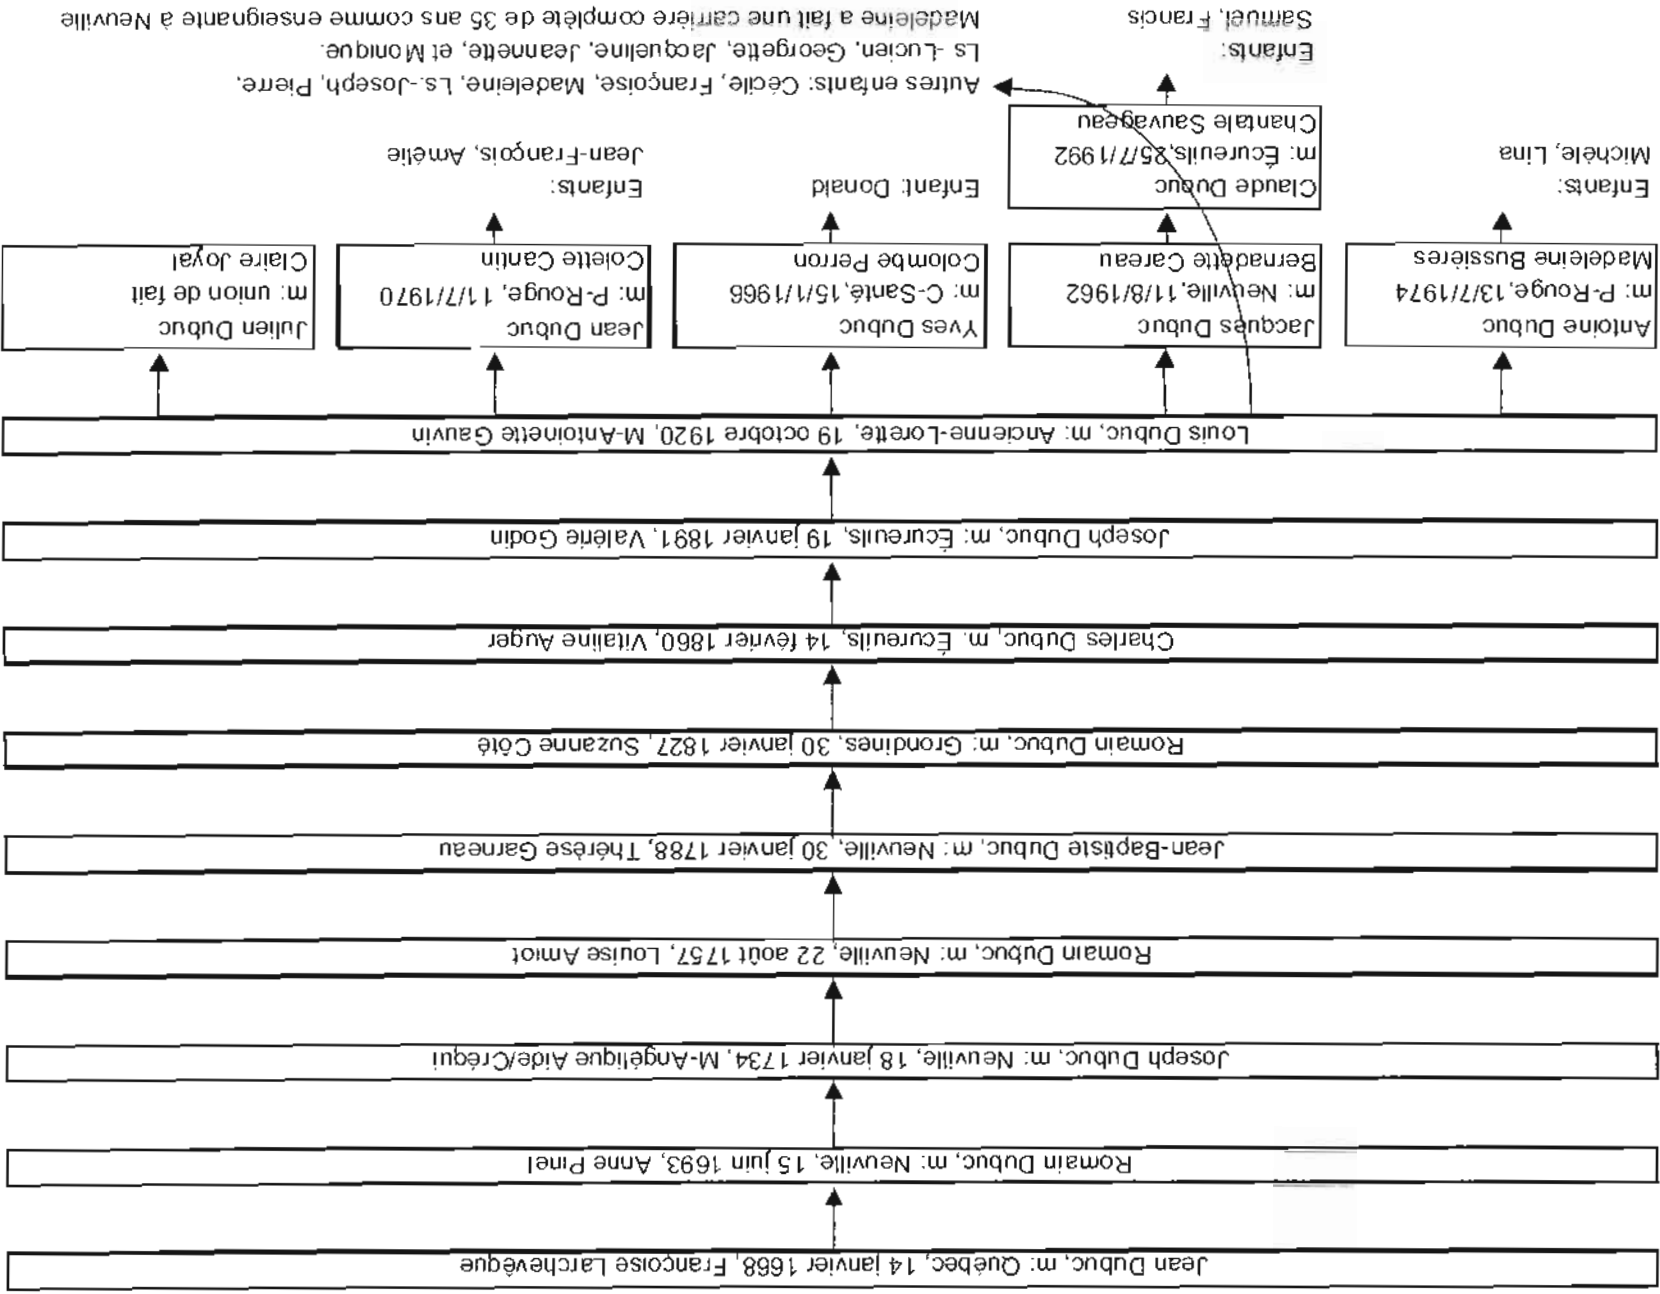 Jean Dubuc, m: Québec, 14 janvier 1668, Françoise Larchevêque
Romain Dubuc, m: Neuville, 15 juin 1693, Anne Pinel
Joseph Dubuc, m: Neuville, 18 janvier 1734, M-Angélique Aide/Créqui
Romain Dubuc, m: Neuville, 22 août 1757, Louise Amiot
Jean-Baptiste Dubuc, m: Neuville, 30 janvier 1788, Thérèse Garneau
Romain Dubuc, m: Grondines, 30 janvier 1827, Suzanne Côté
Charles Dubuc, m. Écureuils, 14 février 1860, Vitaline Auger
Joseph Dubuc, m: Écureuils, 19 janvier 1891, Valérie Godin
Louis Dubuc, m: Ancienne-Lorette, 19 octobre 1920, M-Antoinette Gauvin
Antoine Dubuc
m: P-Rouge, 13/7/1974
Madeleine Bussières
Enfants:
Michèle, Lina
Jacques Dubuc
m: Neuville, 11/8/1962
Bernadette Careau
Claude Dubuc
m: Écureuils, 25/7/1992
Chantale Sauvageau
Enfants:
Samuel, Francis
Yves Dubuc
m: C-Santé, 15/1/1966
Colombe Perron
Enfant: Donald
Jean Dubuc
m: P-Rouge, 11/7/1970
Colette Cantin
Enfants:
Jean-François, Amélie
Julien Dubuc
m: union de fait
Claire Joyal
Autres enfants: Cécile, Françoise, Madeleine, Ls.-Joseph, Pierre,
Ls -Lucien, Georgette, Jacqueline, Jeannette, et Monique.
Madeleine a fait une carrière complète de 35 ans comme enseignante à Neuville